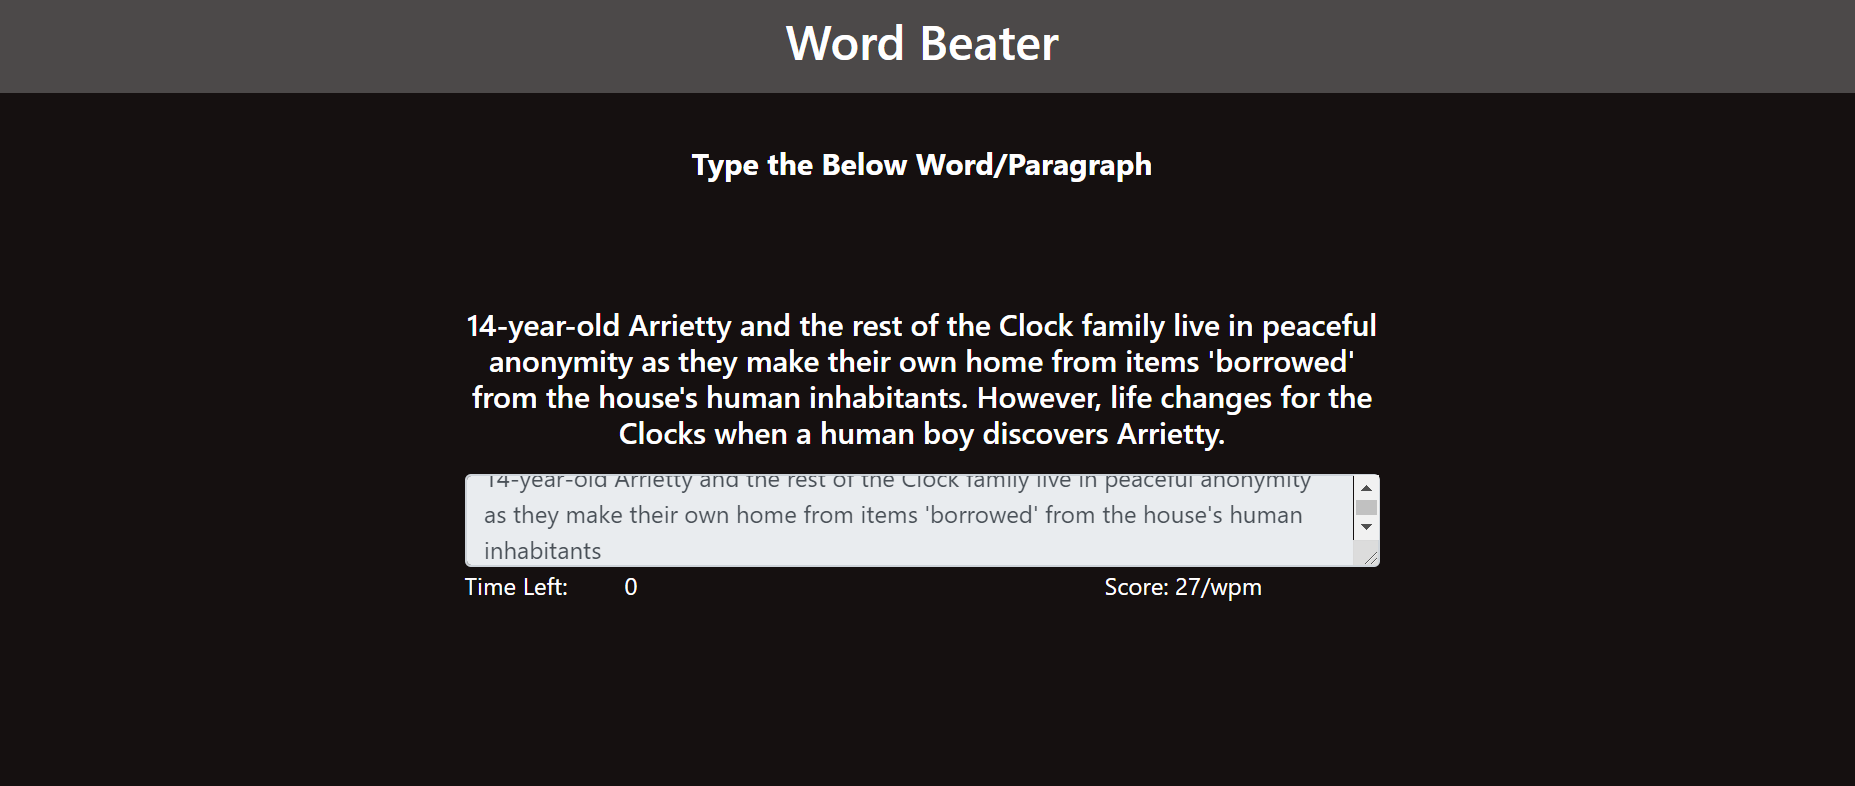 Word Beater
Type the Below Word/Paragraph
14-year-old Arrietty and the rest of the Clock family live in peaceful
anonymity as they make their own home from items 'borrowed'
from the house's human inhabitants. However, life changes for the
Clocks when a human boy discovers Arrietty.
14-year-old Arrietty and the rest of the Clock family live in peaceful anonymity
as they make their own home from items 'borrowed' from the house's human
inhabitants
Time Left: 0 Score: 27/wpm